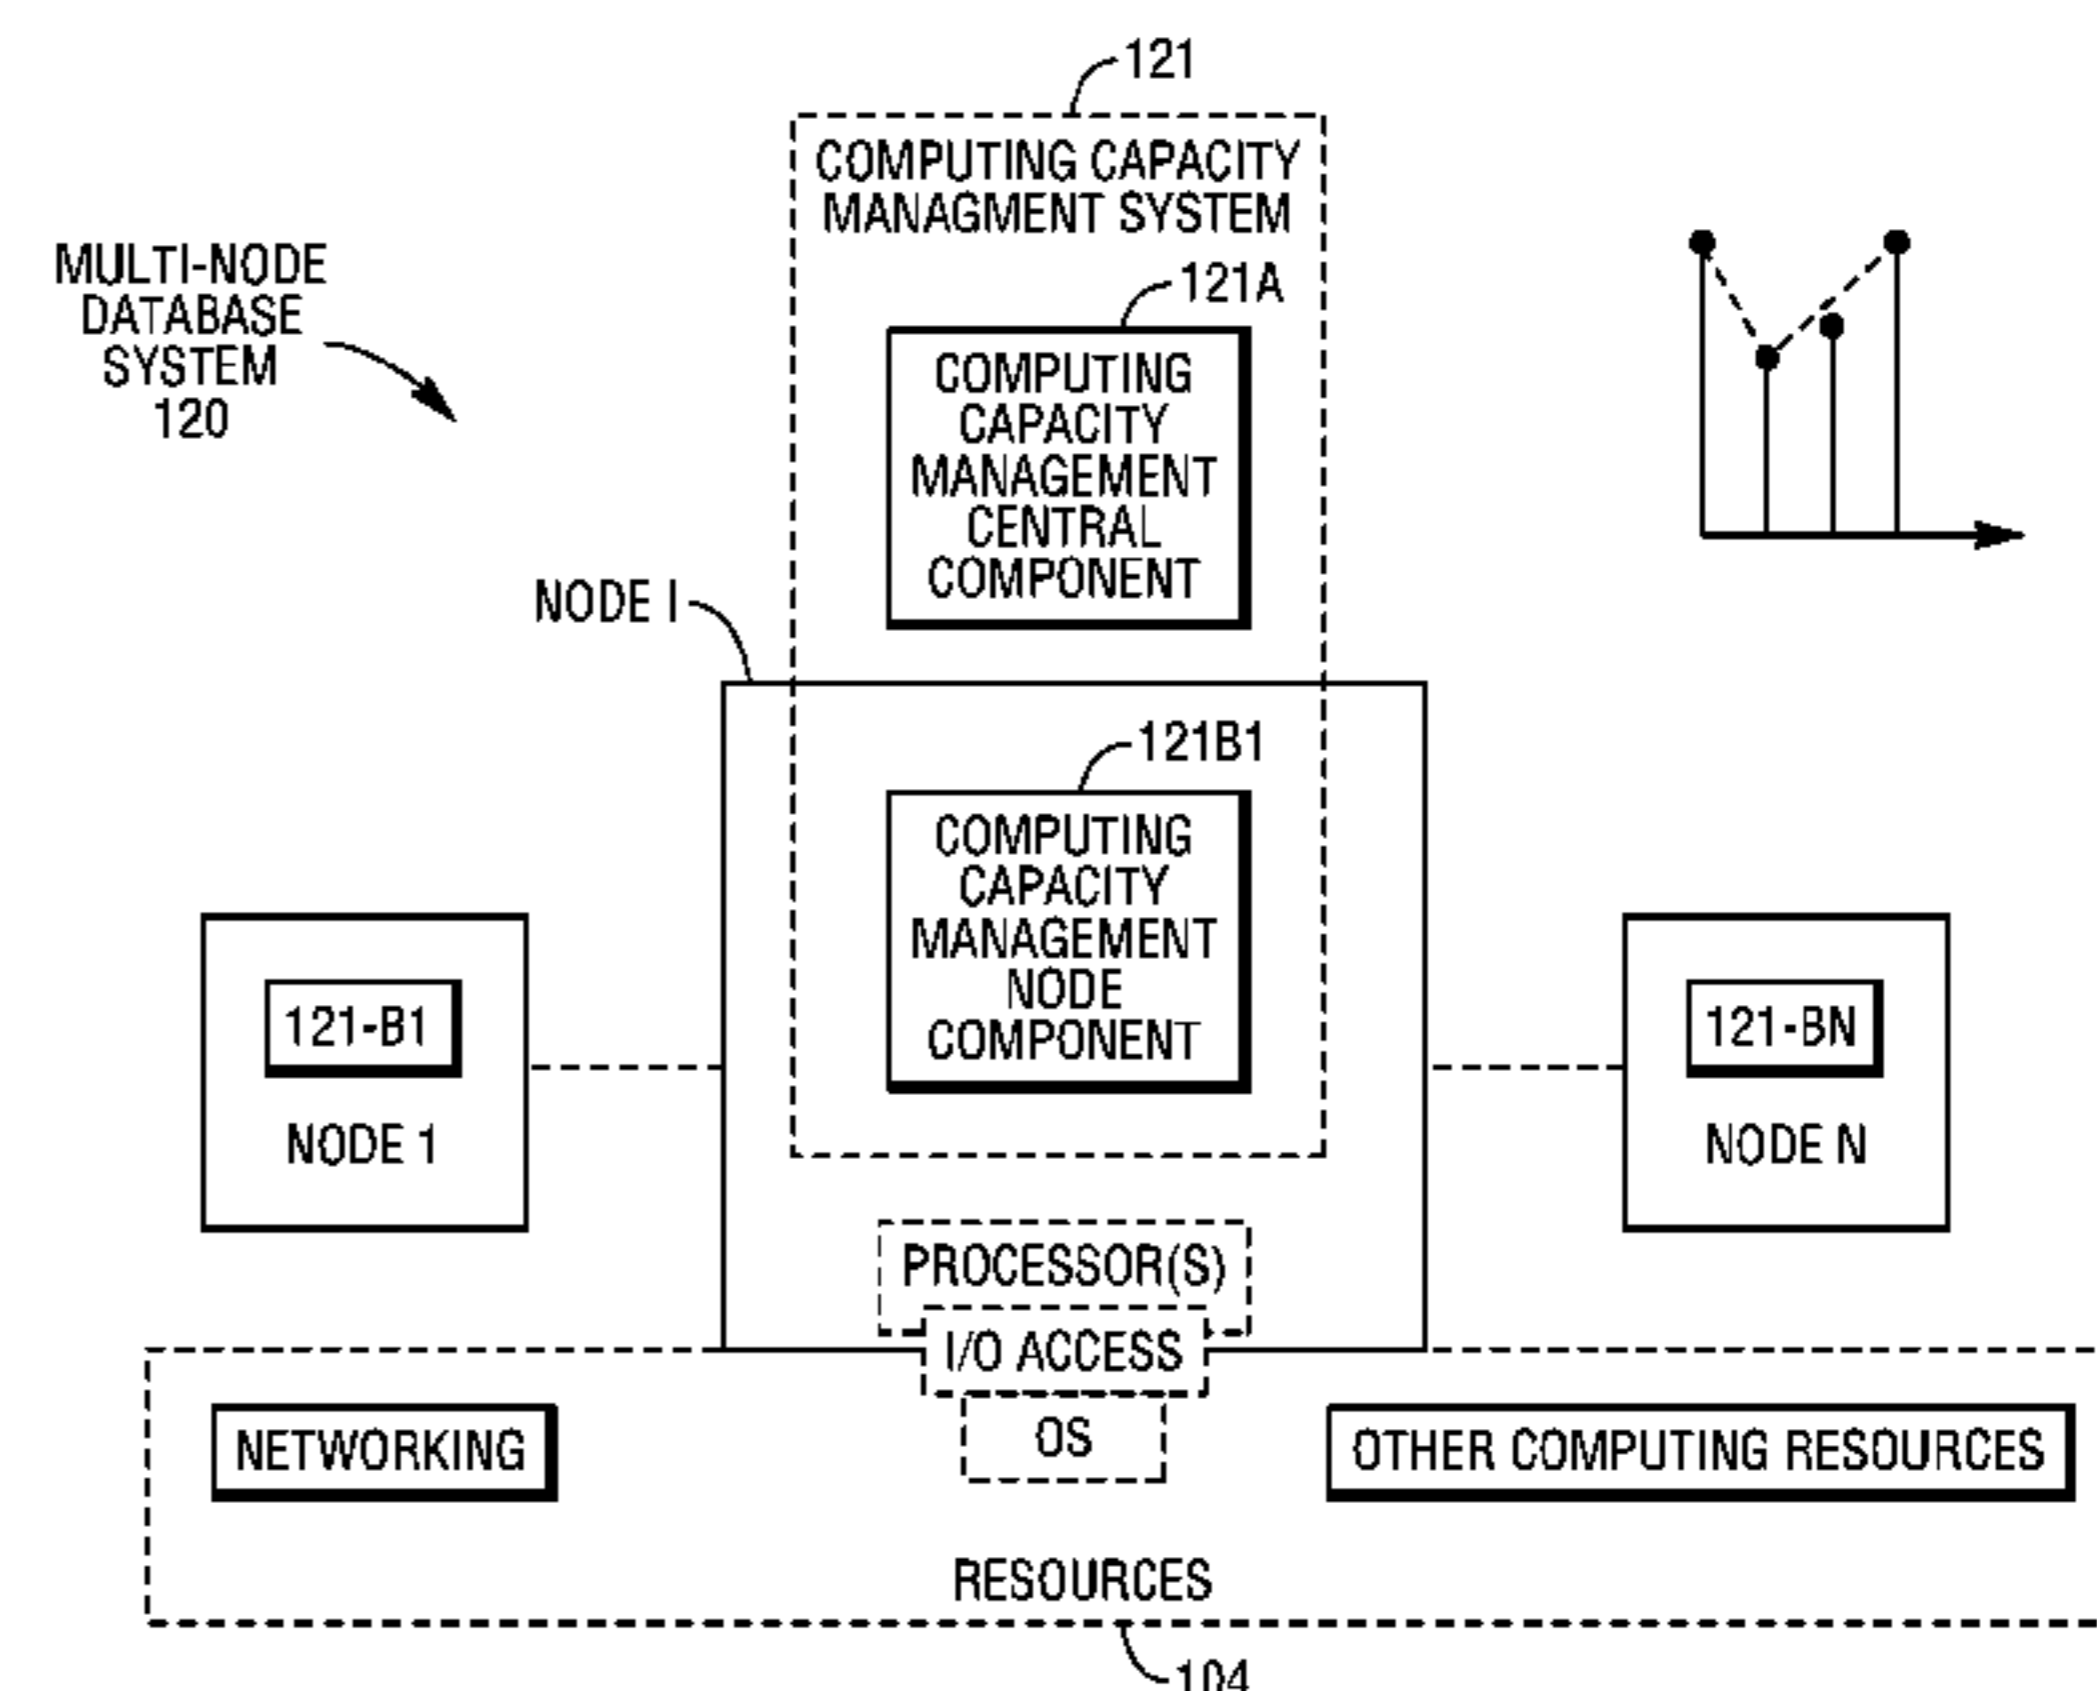 121
COMPUTING CAPACITY
MANAGMENT SYSTEM
MULTI-NODE
DATABASE
SYSTEM
120
121A
COMPUTING
CAPACITY
MANAGEMENT
CENTRAL
COMPONENT
NODE I
121B1
COMPUTING
CAPACITY
MANAGEMENT
NODE
COMPONENT
121-B1
NODE 1
121-BN
NODE N
PROCESSOR(S)
I/O ACCESS
OS
NETWORKING
OTHER COMPUTING RESOURCES
RESOURCES
104